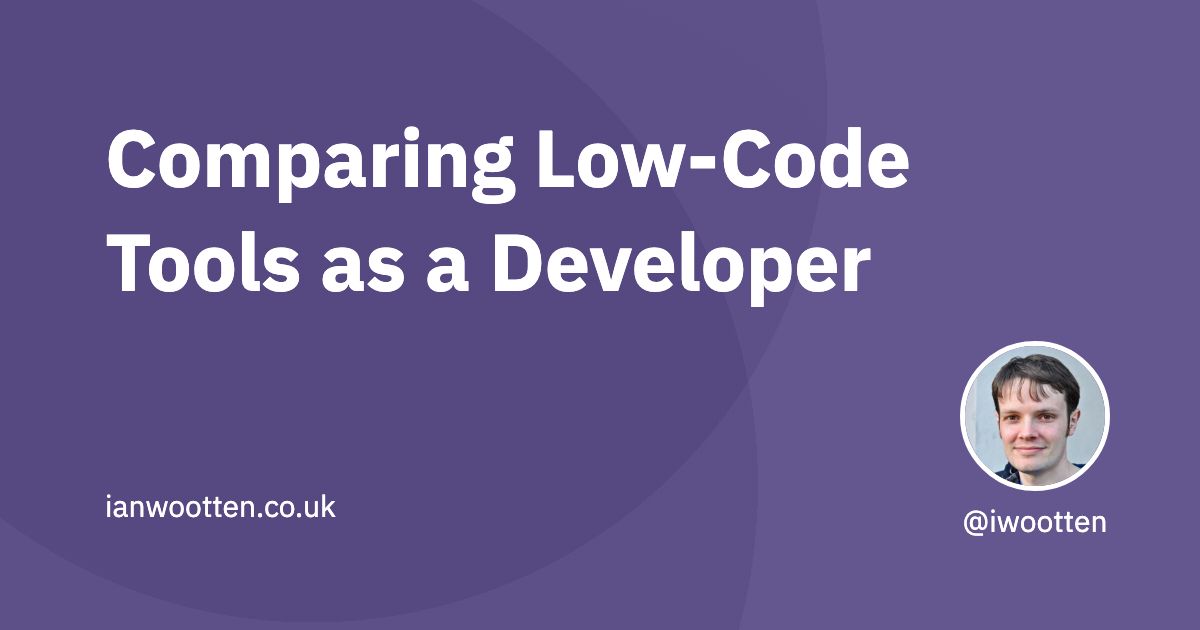 Comparing Low-Code
Tools as a Developer
ianwootten.co.uk
@iwootten